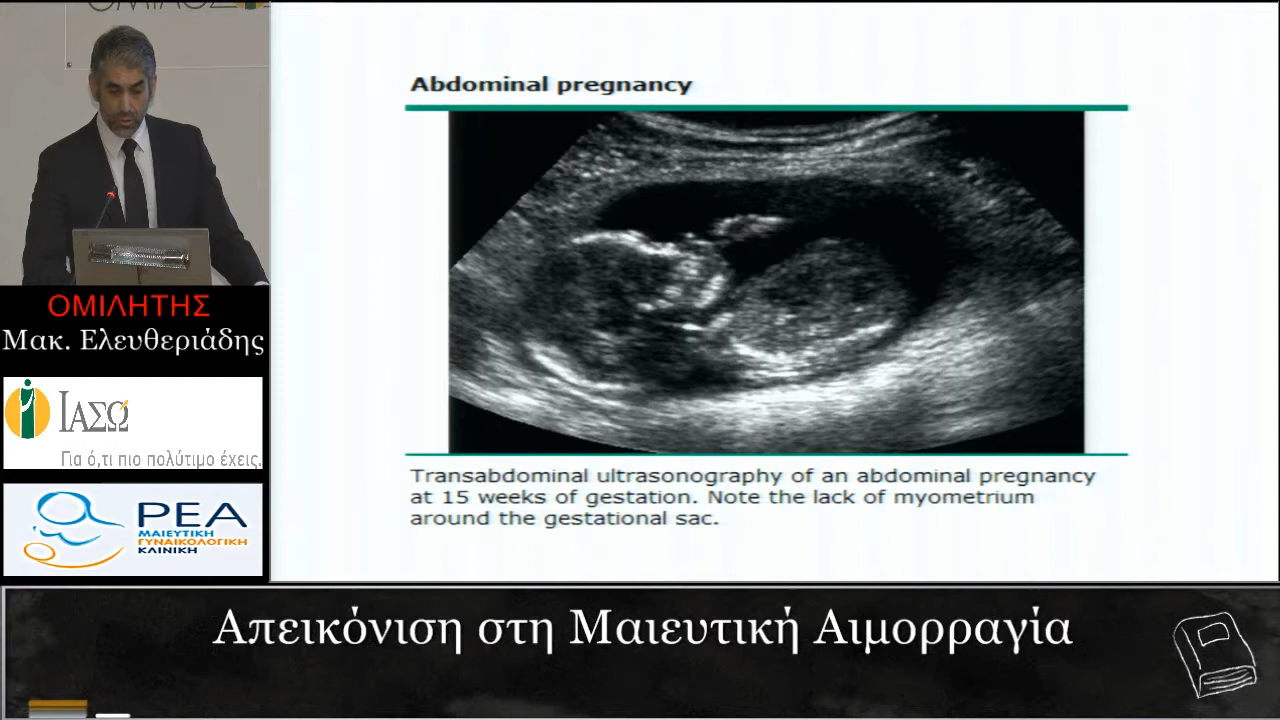 ΟΜΙΛΗΤΗΣ
Μακ. Ελευθεριάδης
ΙΑΣΩ
Για ό,τι πιο πολύτιμο έχεις.
ΡΕΑ
ΜΑΙΕΥΤΙΚΗ
ΓΥΝΑΙΚΟΛΟΓΙΚΗ
ΚΛΙΝΙΚΗ
Abdominal pregnancy
Transabdominal ultrasonography of an abdominal pregnancy
at 15 weeks of gestation. Note the lack of myometrium
around the gestational sac.
Απεικόνιση στη Μαιευτική Αιμορραγία